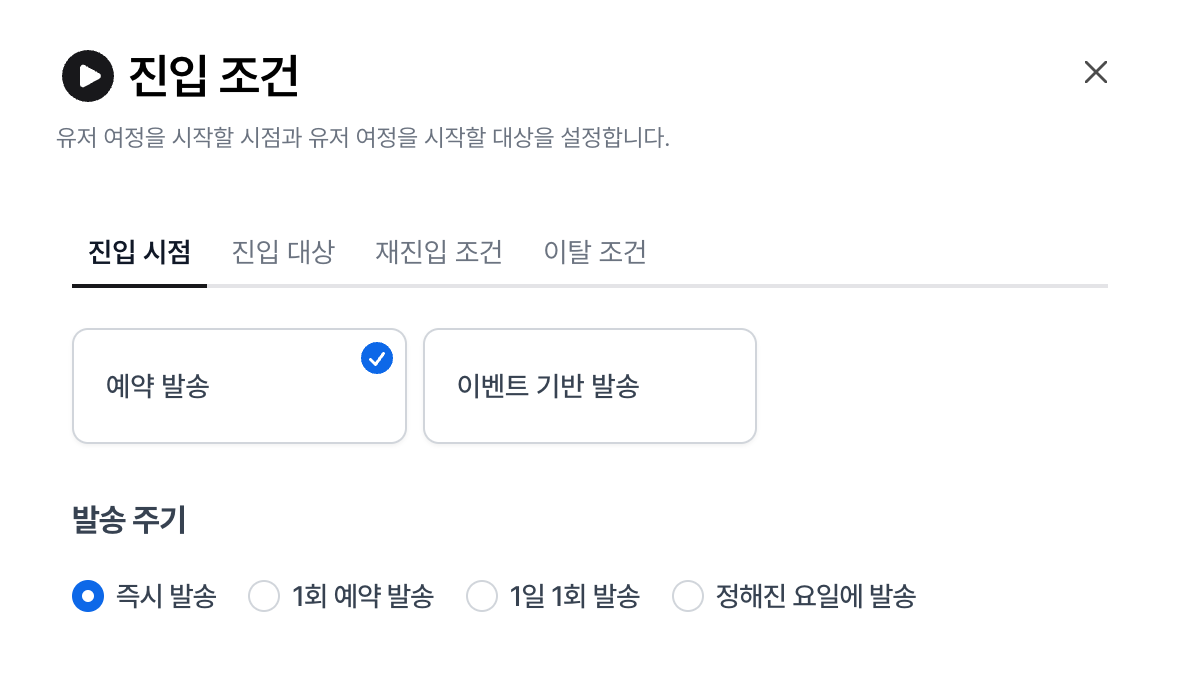 진입 조건
유저 여정을 시작할 시점과 유저 여정을 시작할 대상을 설정합니다.
진입 시점 진입 대상 재진입 조건 이탈 조건
예약 발송 이벤트 기반 발송
발송 주기
즉시 발송 1회 예약 발송 1일 1회 발송 정해진 요일에 발송